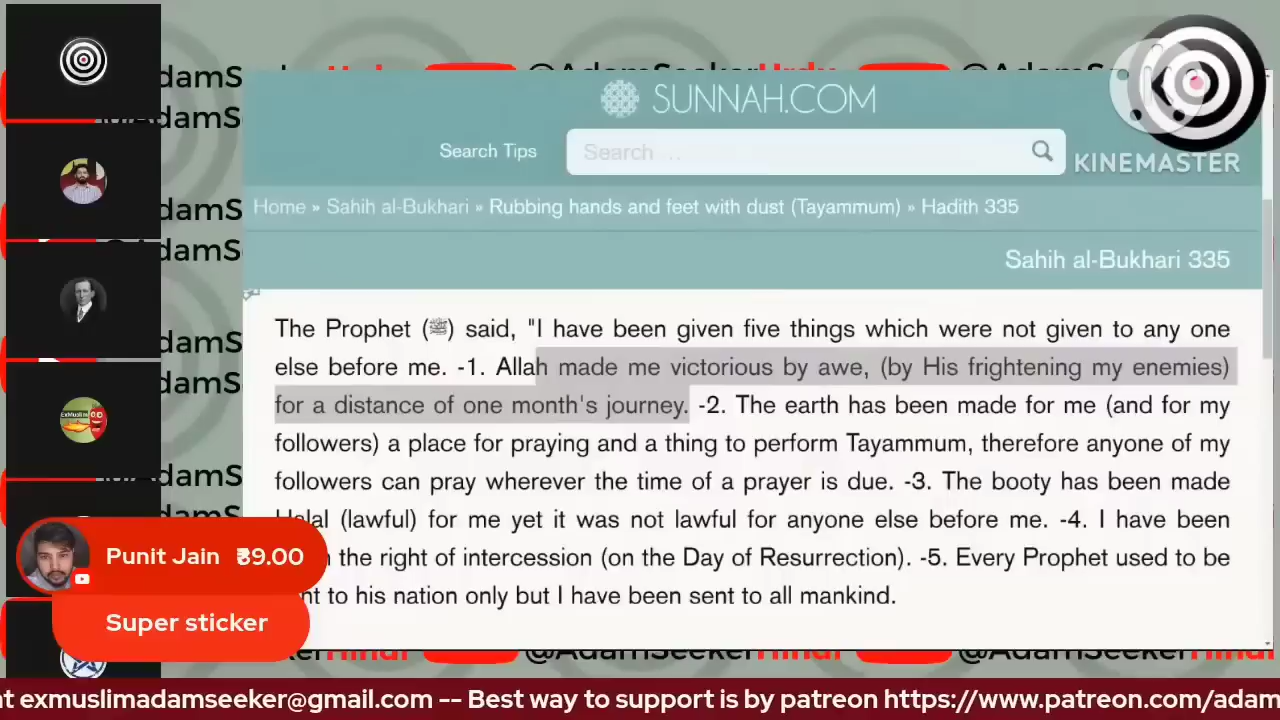 SUNNAH.COM
Search Tips
Search ...
KINEMASTER
Home » Sahih al-Bukhari » Rubbing hands and feet with dust (Tayammum) » Hadith 335
Sahih al-Bukhari 335
The Prophet (ﷺ) said, "I have been given five things which were not given to any one
else before me. -1. Allah made me victorious by awe, (by His frightening my enemies)
for a distance of one month's journey. -2. The earth has been made for me (and for my
followers) a place for praying and a thing to perform Tayammum, therefore anyone of my
followers can pray wherever the time of a prayer is due. -3. The booty has been made
(lawful) for me yet it was not lawful for anyone else before me. -4. I have been
the right of intercession (on the Day of Resurrection). -5. Every Prophet used to be
to his nation only but I have been sent to all mankind.
Punit Jain ₹39.00
Super sticker
@AdamSeekerHindi
exmuslimadamseeker@gmail.com -- Best way to support is by patreon https://www.patreon.com/adam